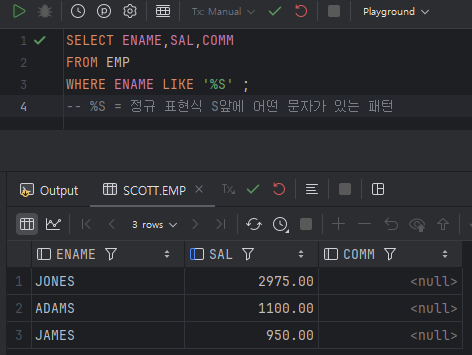 Tx: Manual
Playground
1 SELECT ENAME,SAL,COMM
2 FROM EMP
3 WHERE ENAME LIKE '%S' ;
4 -- %S = 정규 표현식 S앞에 어떤 문자가 있는 패턴
Output SCOTT.EMP Tx
3 rows
ENAME SAL COMM
1 JONES 2975.00 <null>
2 ADAMS 1100.00 <null>
3 JAMES 950.00 <null>